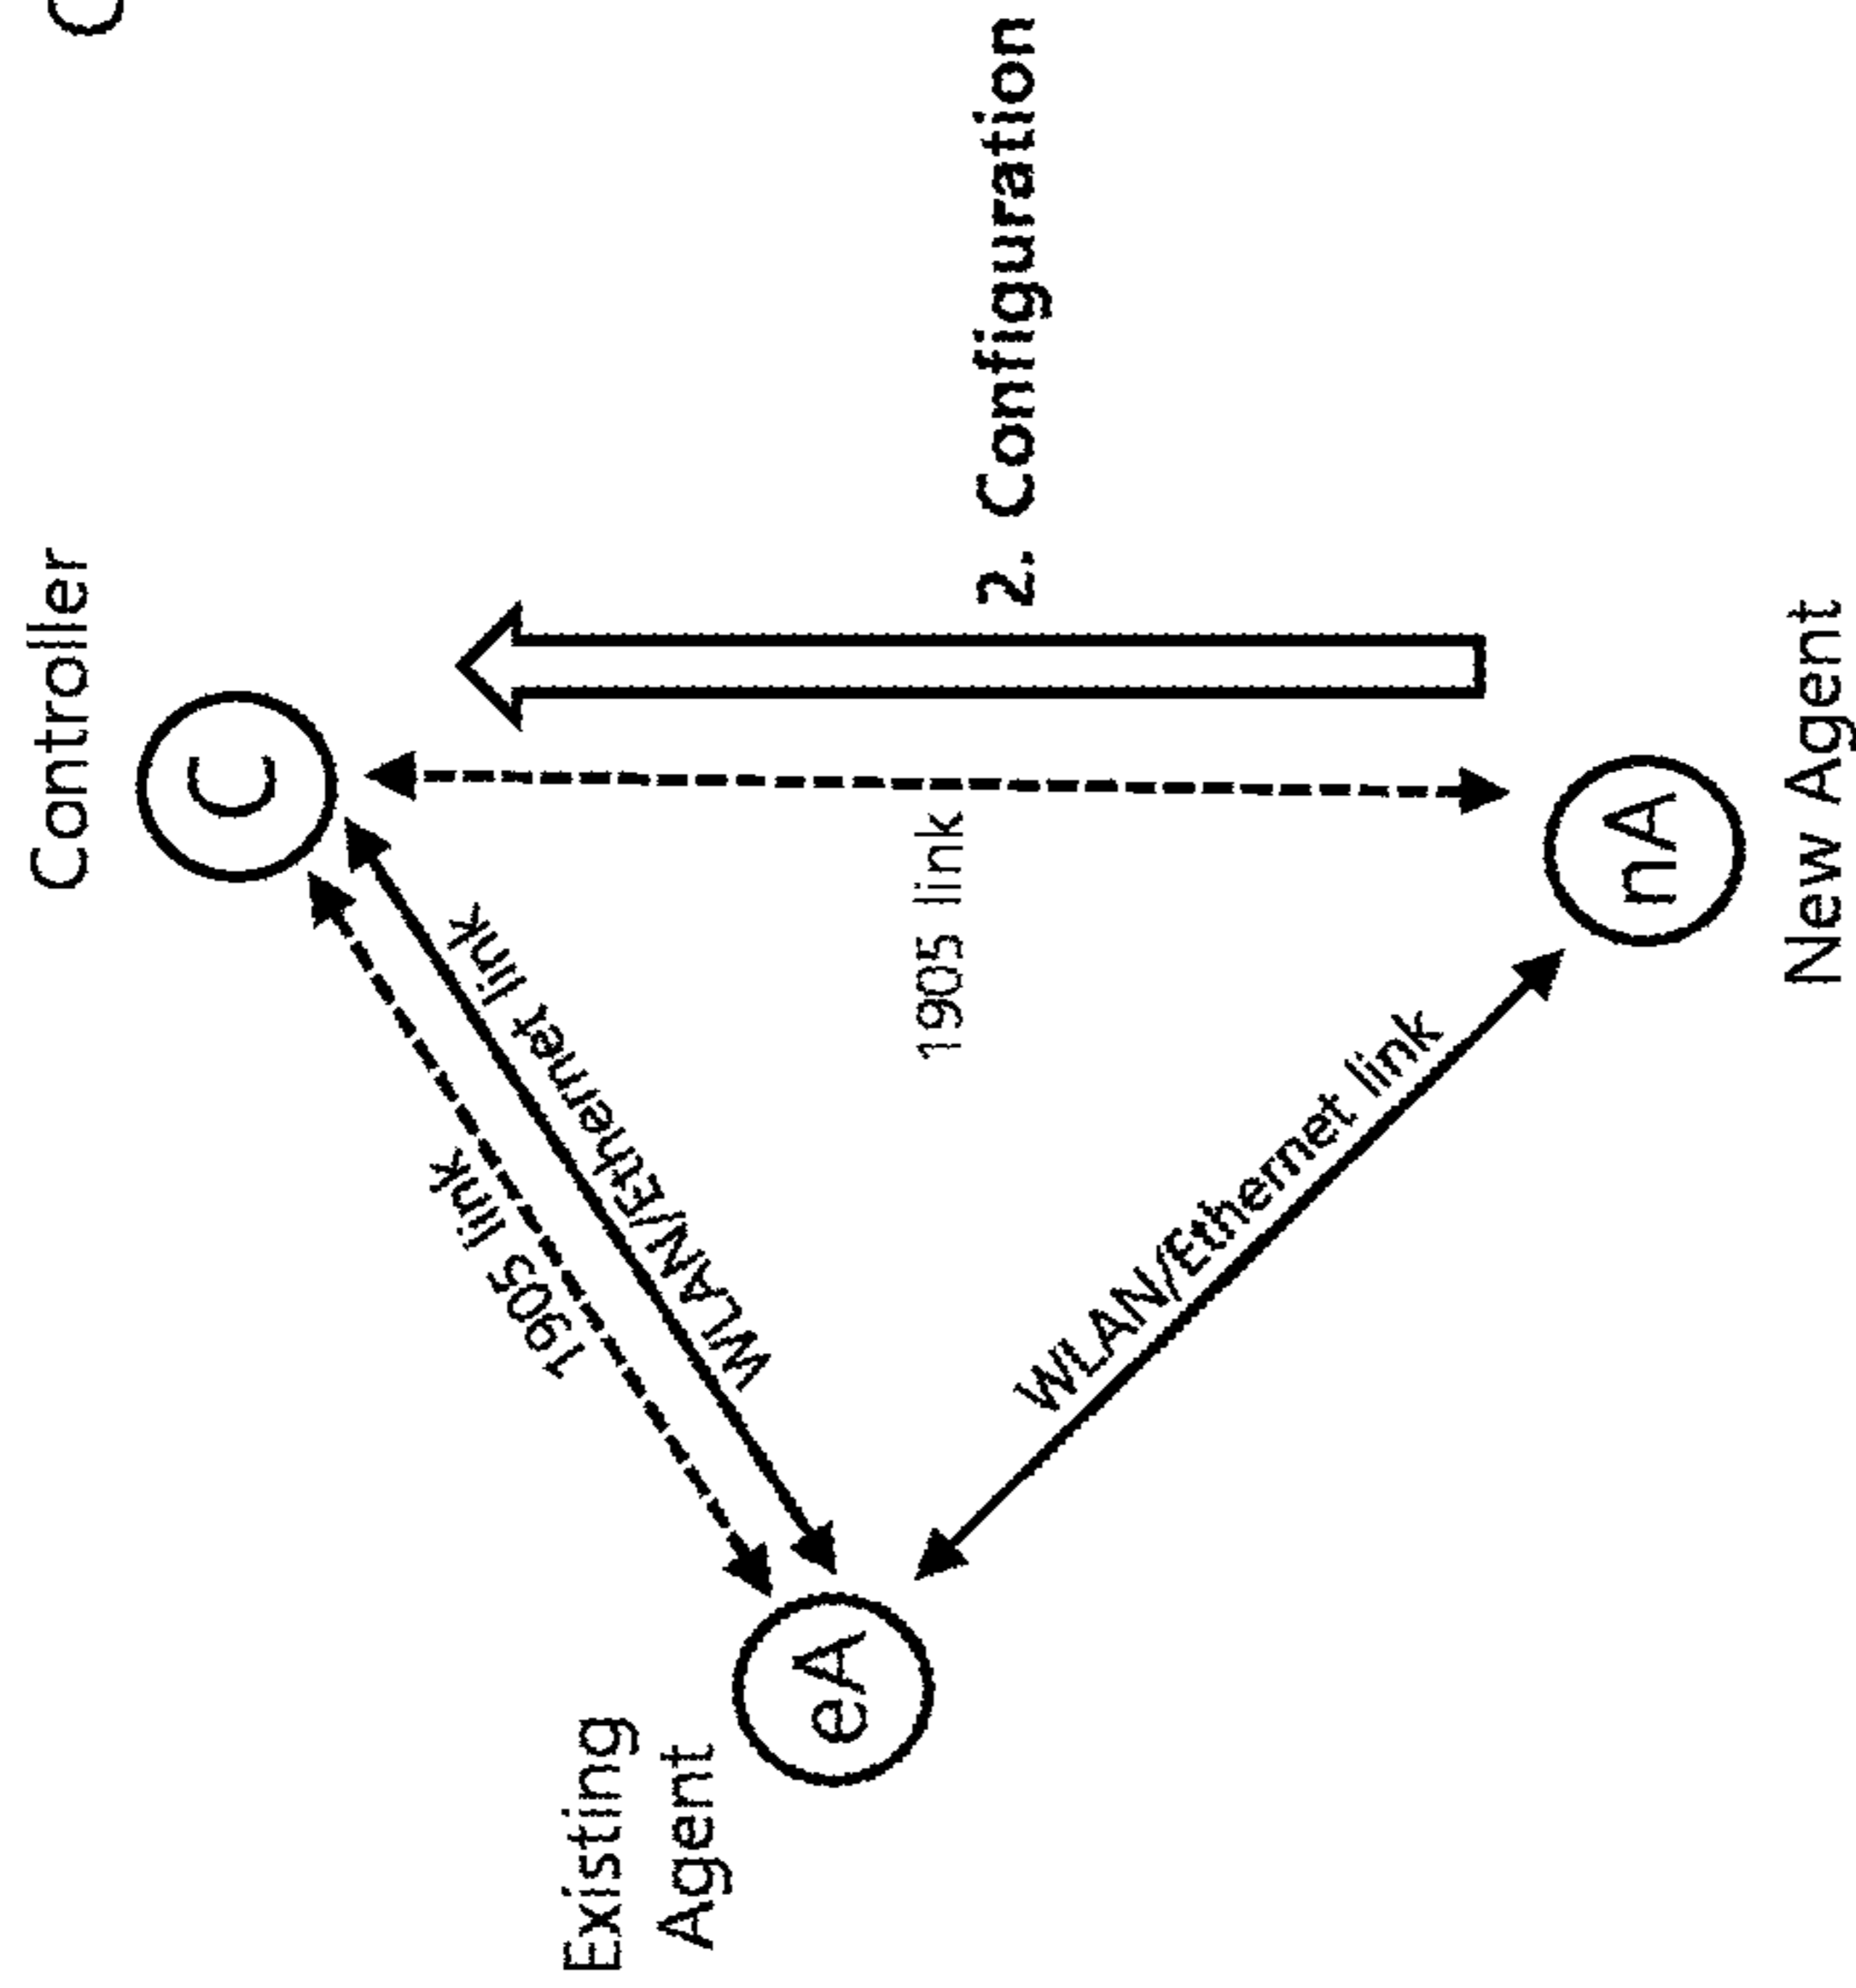 Controller
C
1905 link
WLAN/Ethernet link
1905 link
2. Configuration
Existing
Agent
eA
WLAN/Ethernet link
nA
New Agent